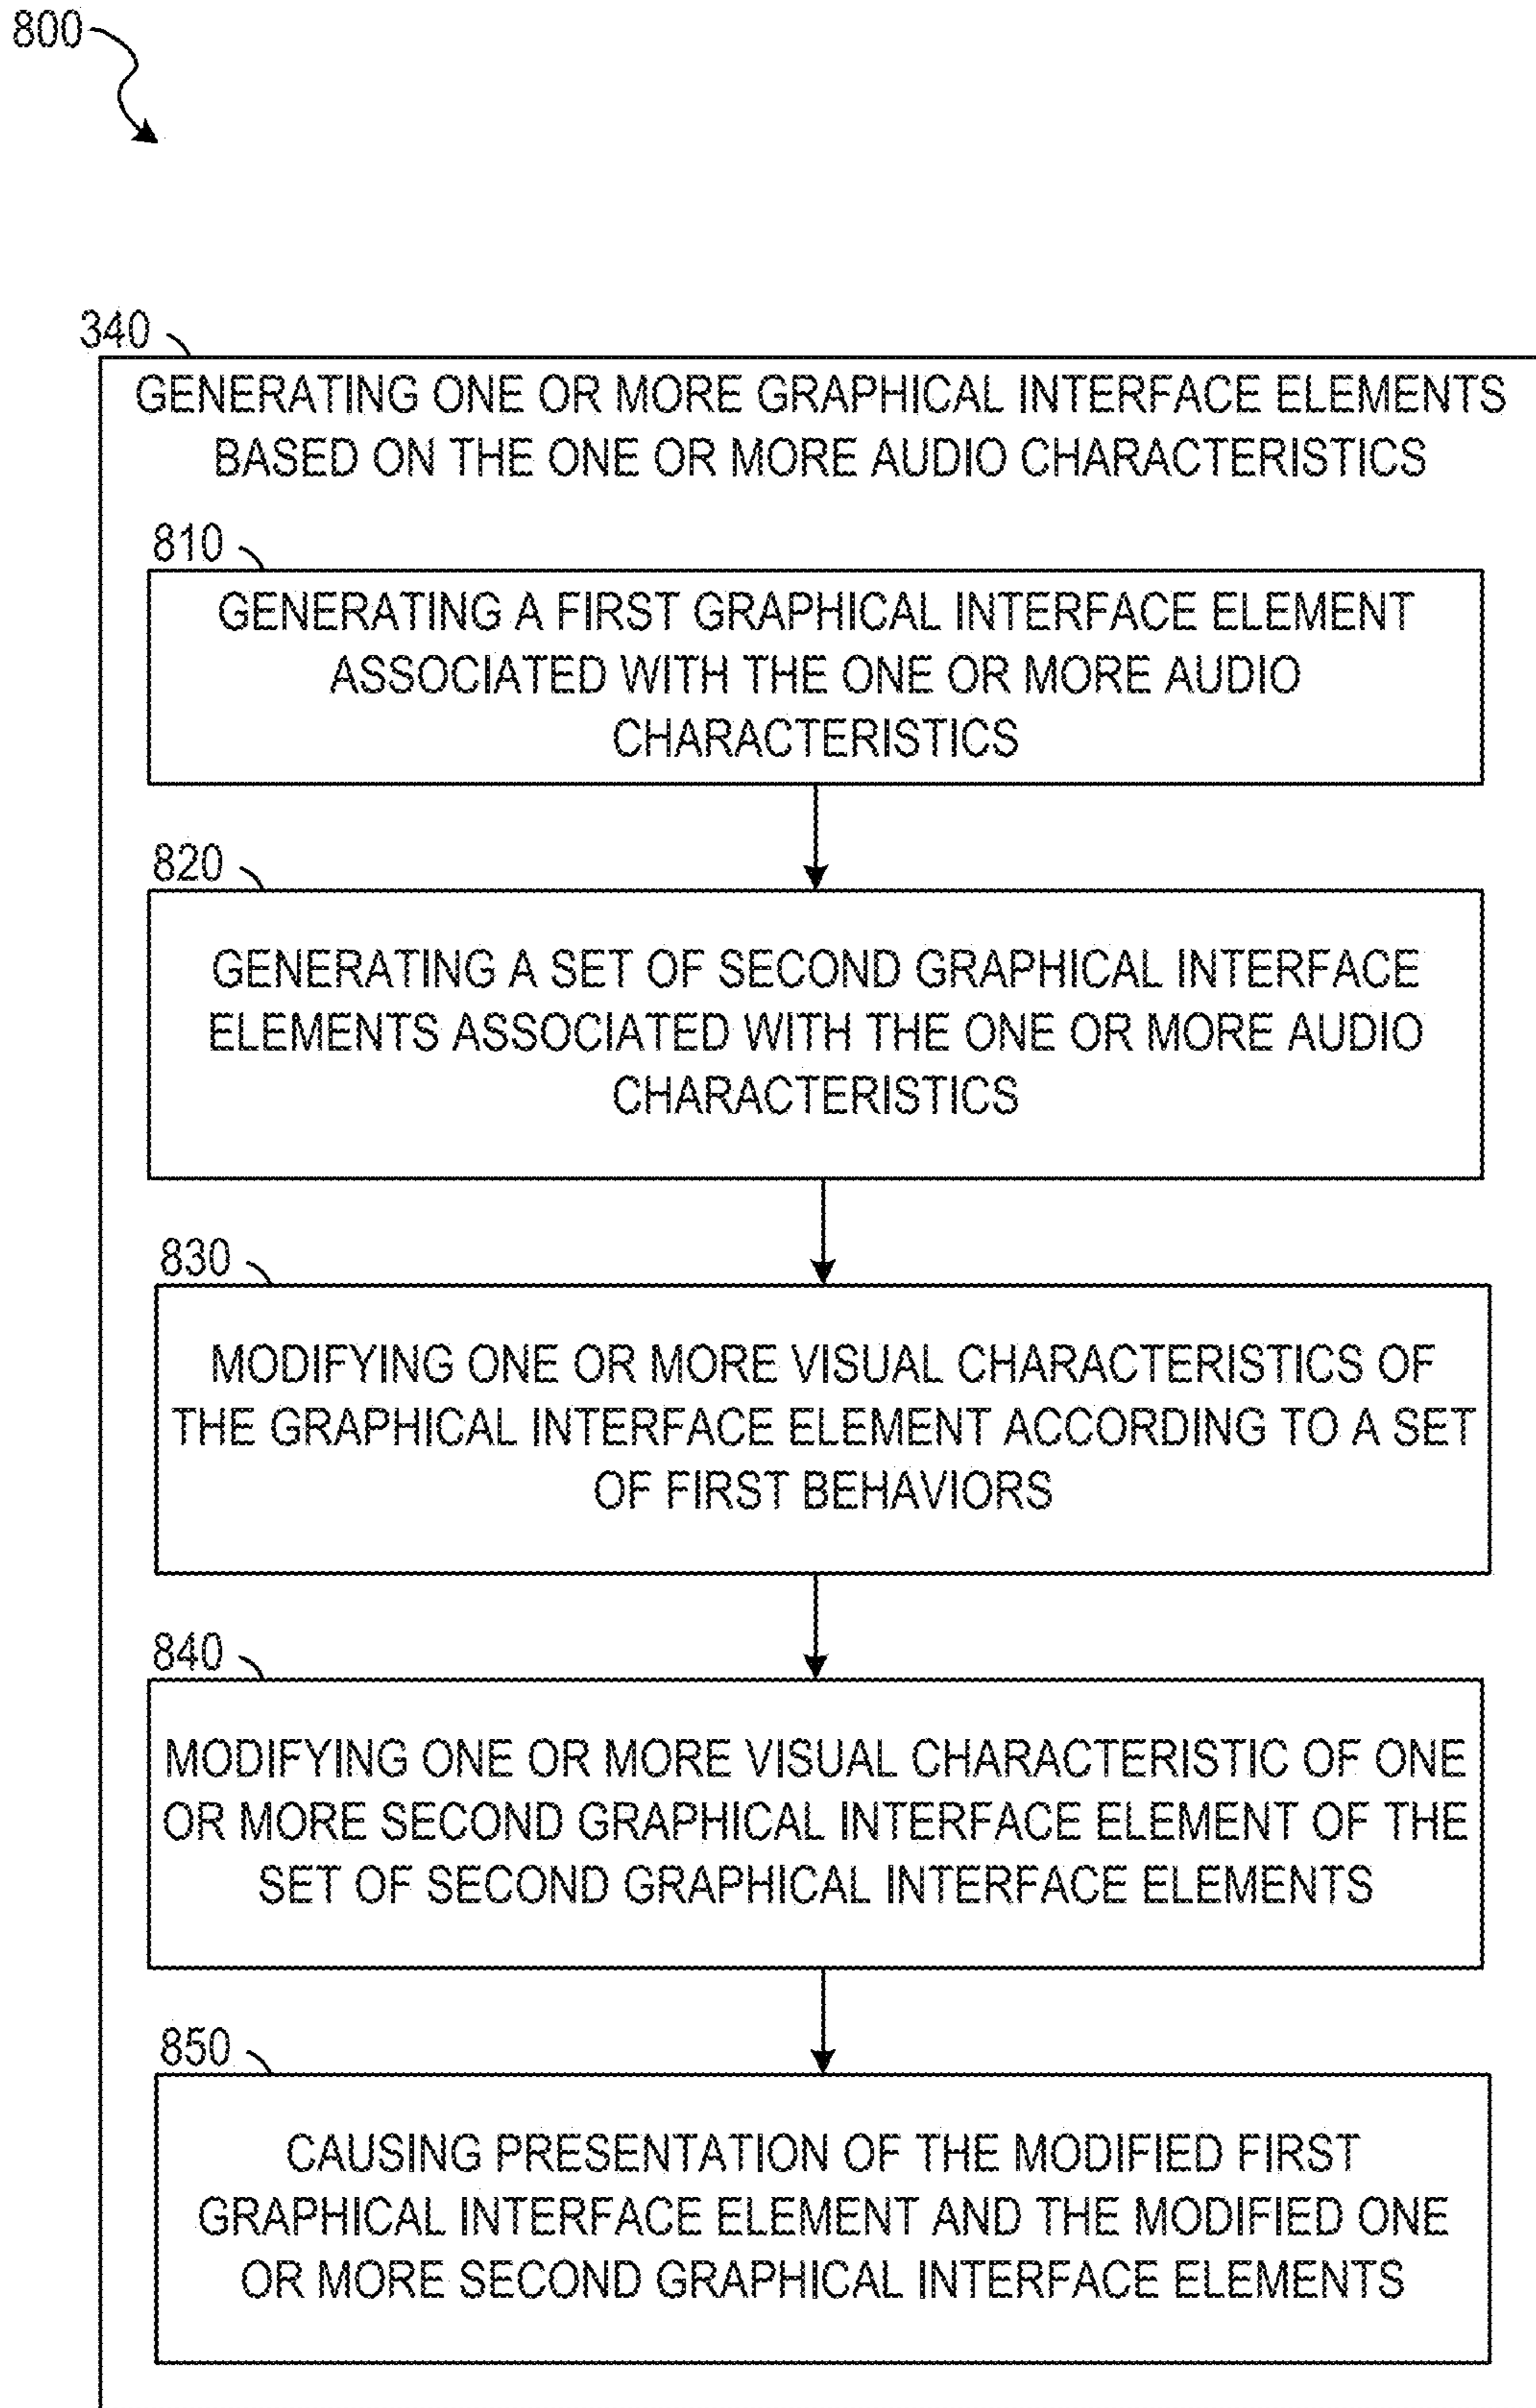 800
340
GENERATING ONE OR MORE GRAPHICAL INTERFACE ELEMENTS
BASED ON THE ONE OR MORE AUDIO CHARACTERISTICS
810
GENERATING A FIRST GRAPHICAL INTERFACE ELEMENT
ASSOCIATED WITH THE ONE OR MORE AUDIO
CHARACTERISTICS
820
GENERATING A SET OF SECOND GRAPHICAL INTERFACE
ELEMENTS ASSOCIATED WITH THE ONE OR MORE AUDIO
CHARACTERISTICS
830
MODIFYING ONE OR MORE VISUAL CHARACTERISTICS OF
THE GRAPHICAL INTERFACE ELEMENT ACCORDING TO A SET
OF FIRST BEHAVIORS
840
MODIFYING ONE OR MORE VISUAL CHARACTERISTIC OF ONE
OR MORE SECOND GRAPHICAL INTERFACE ELEMENT OF THE
SET OF SECOND GRAPHICAL INTERFACE ELEMENTS
850
CAUSING PRESENTATION OF THE MODIFIED FIRST
GRAPHICAL INTERFACE ELEMENT AND THE MODIFIED ONE
OR MORE SECOND GRAPHICAL INTERFACE ELEMENTS